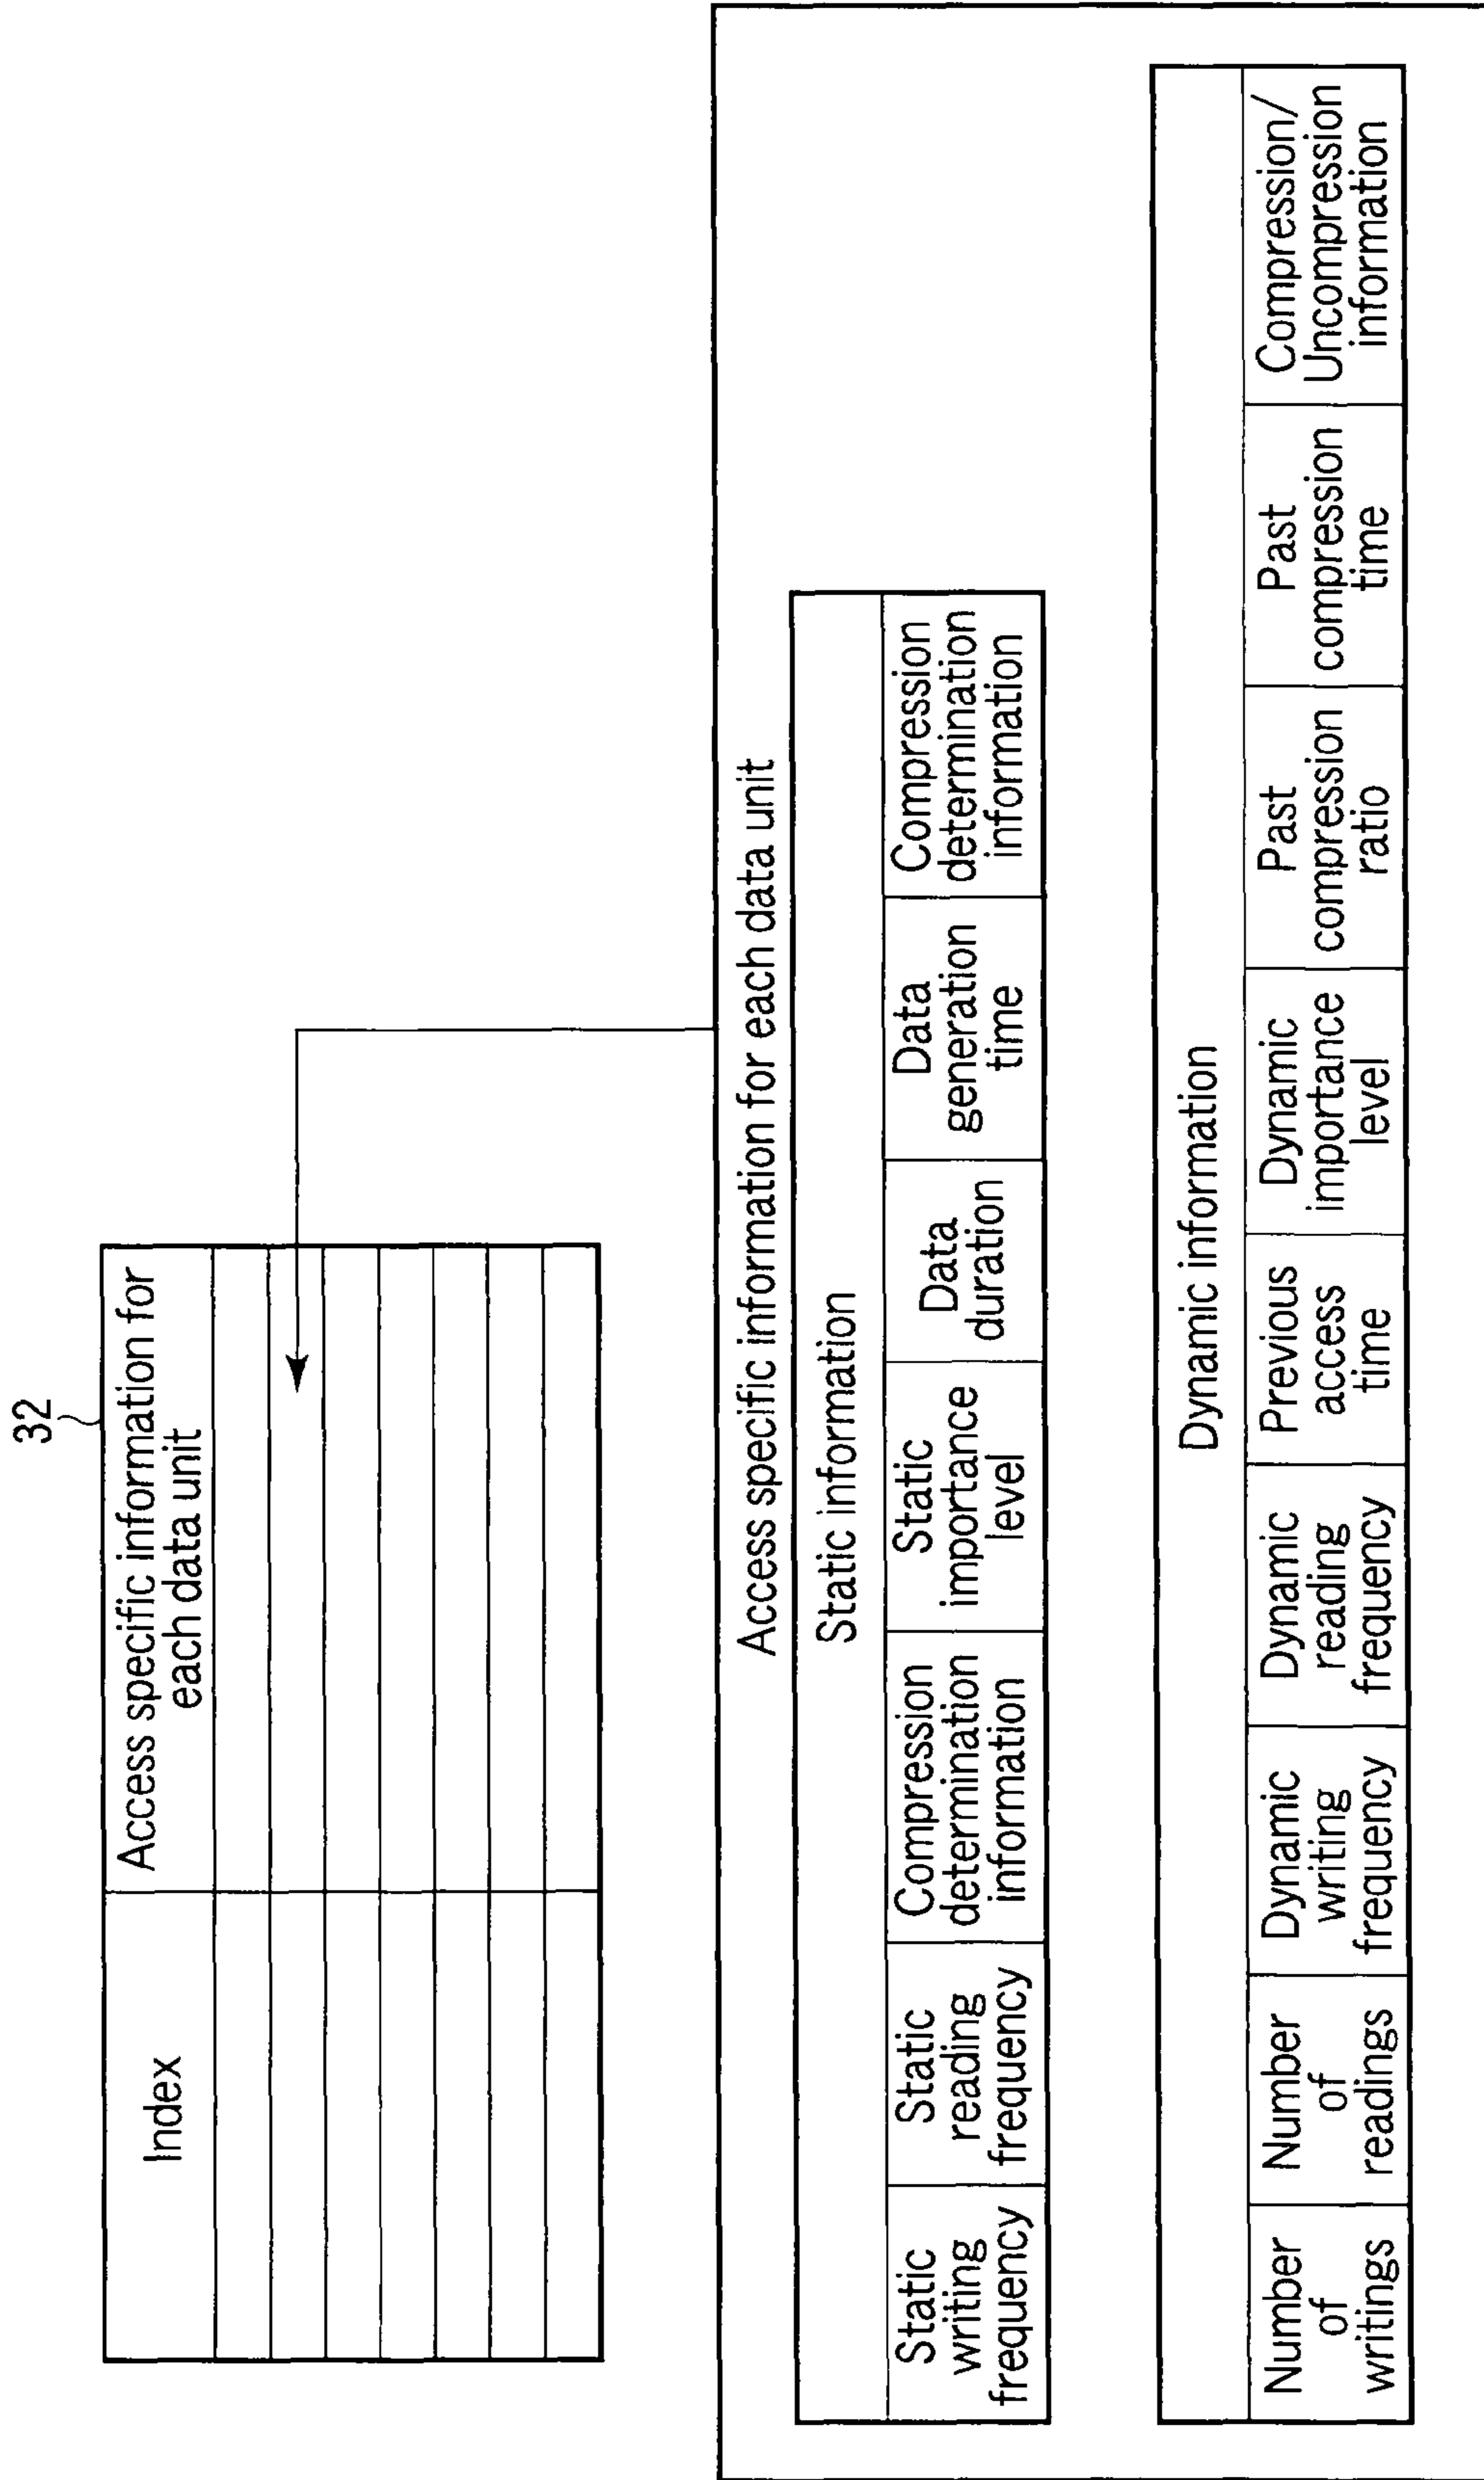 32
Index
Access specific information for
each data unit
Access specific information for each data unit
Static information
Static
writing
frequency
Static
reading
frequency
Compression
determination
information
Static
importance
level
Data
duration
Data
generation
time
Compression
determination
information
Dynamic information
Number
of
writings
Number
of
readings
Dynamic
writing
frequency
Dynamic
reading
frequency
Previous
access
time
Dynamic
importance
level
Past
compression
ratio
Past
compression
time
Compression/
Uncompression
information